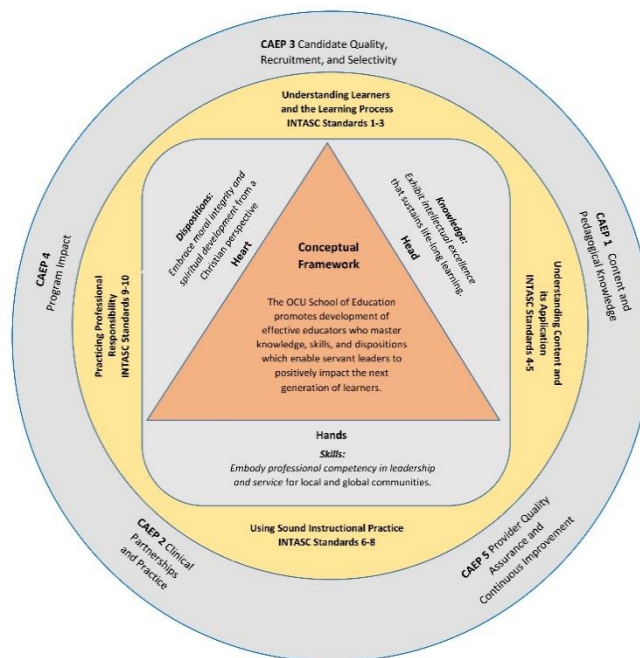 CAEP 3 Candidate Quality,
Recruitment, and Selectivity
Understanding Learners
and the Learning Process
INTASC Standards 1-3
Dispositions:
Embrace moral integrity and
spiritual development from a
Christian perspective
Heart
Knowledge:
Exhibit intellectual excellence
that sustains life-long learning.
Head
CAEP 4
Program Impact
Practicing Professional
Responsibility
INTASC Standards 9-10
Conceptual
Framework
The OCU School of Education
promotes development of
effective educators who master
knowledge, skills, and dispositions
which enable servant leaders to
positively impact the next
generation of learners.
Understanding Content and
its Application
INTASC Standards
4-5
CAEP 1 Content and
Pedagogical Knowledge
Hands
Skills:
Embody professional competency in leadership
and service for local and global communities.
Using Sound Instructional Practice
INTASC Standards 6-8
CAEP 2 Clinical
Partnerships
and Practice
CAEP 5 Provider Quality
Assurance and
Continuous Improvement